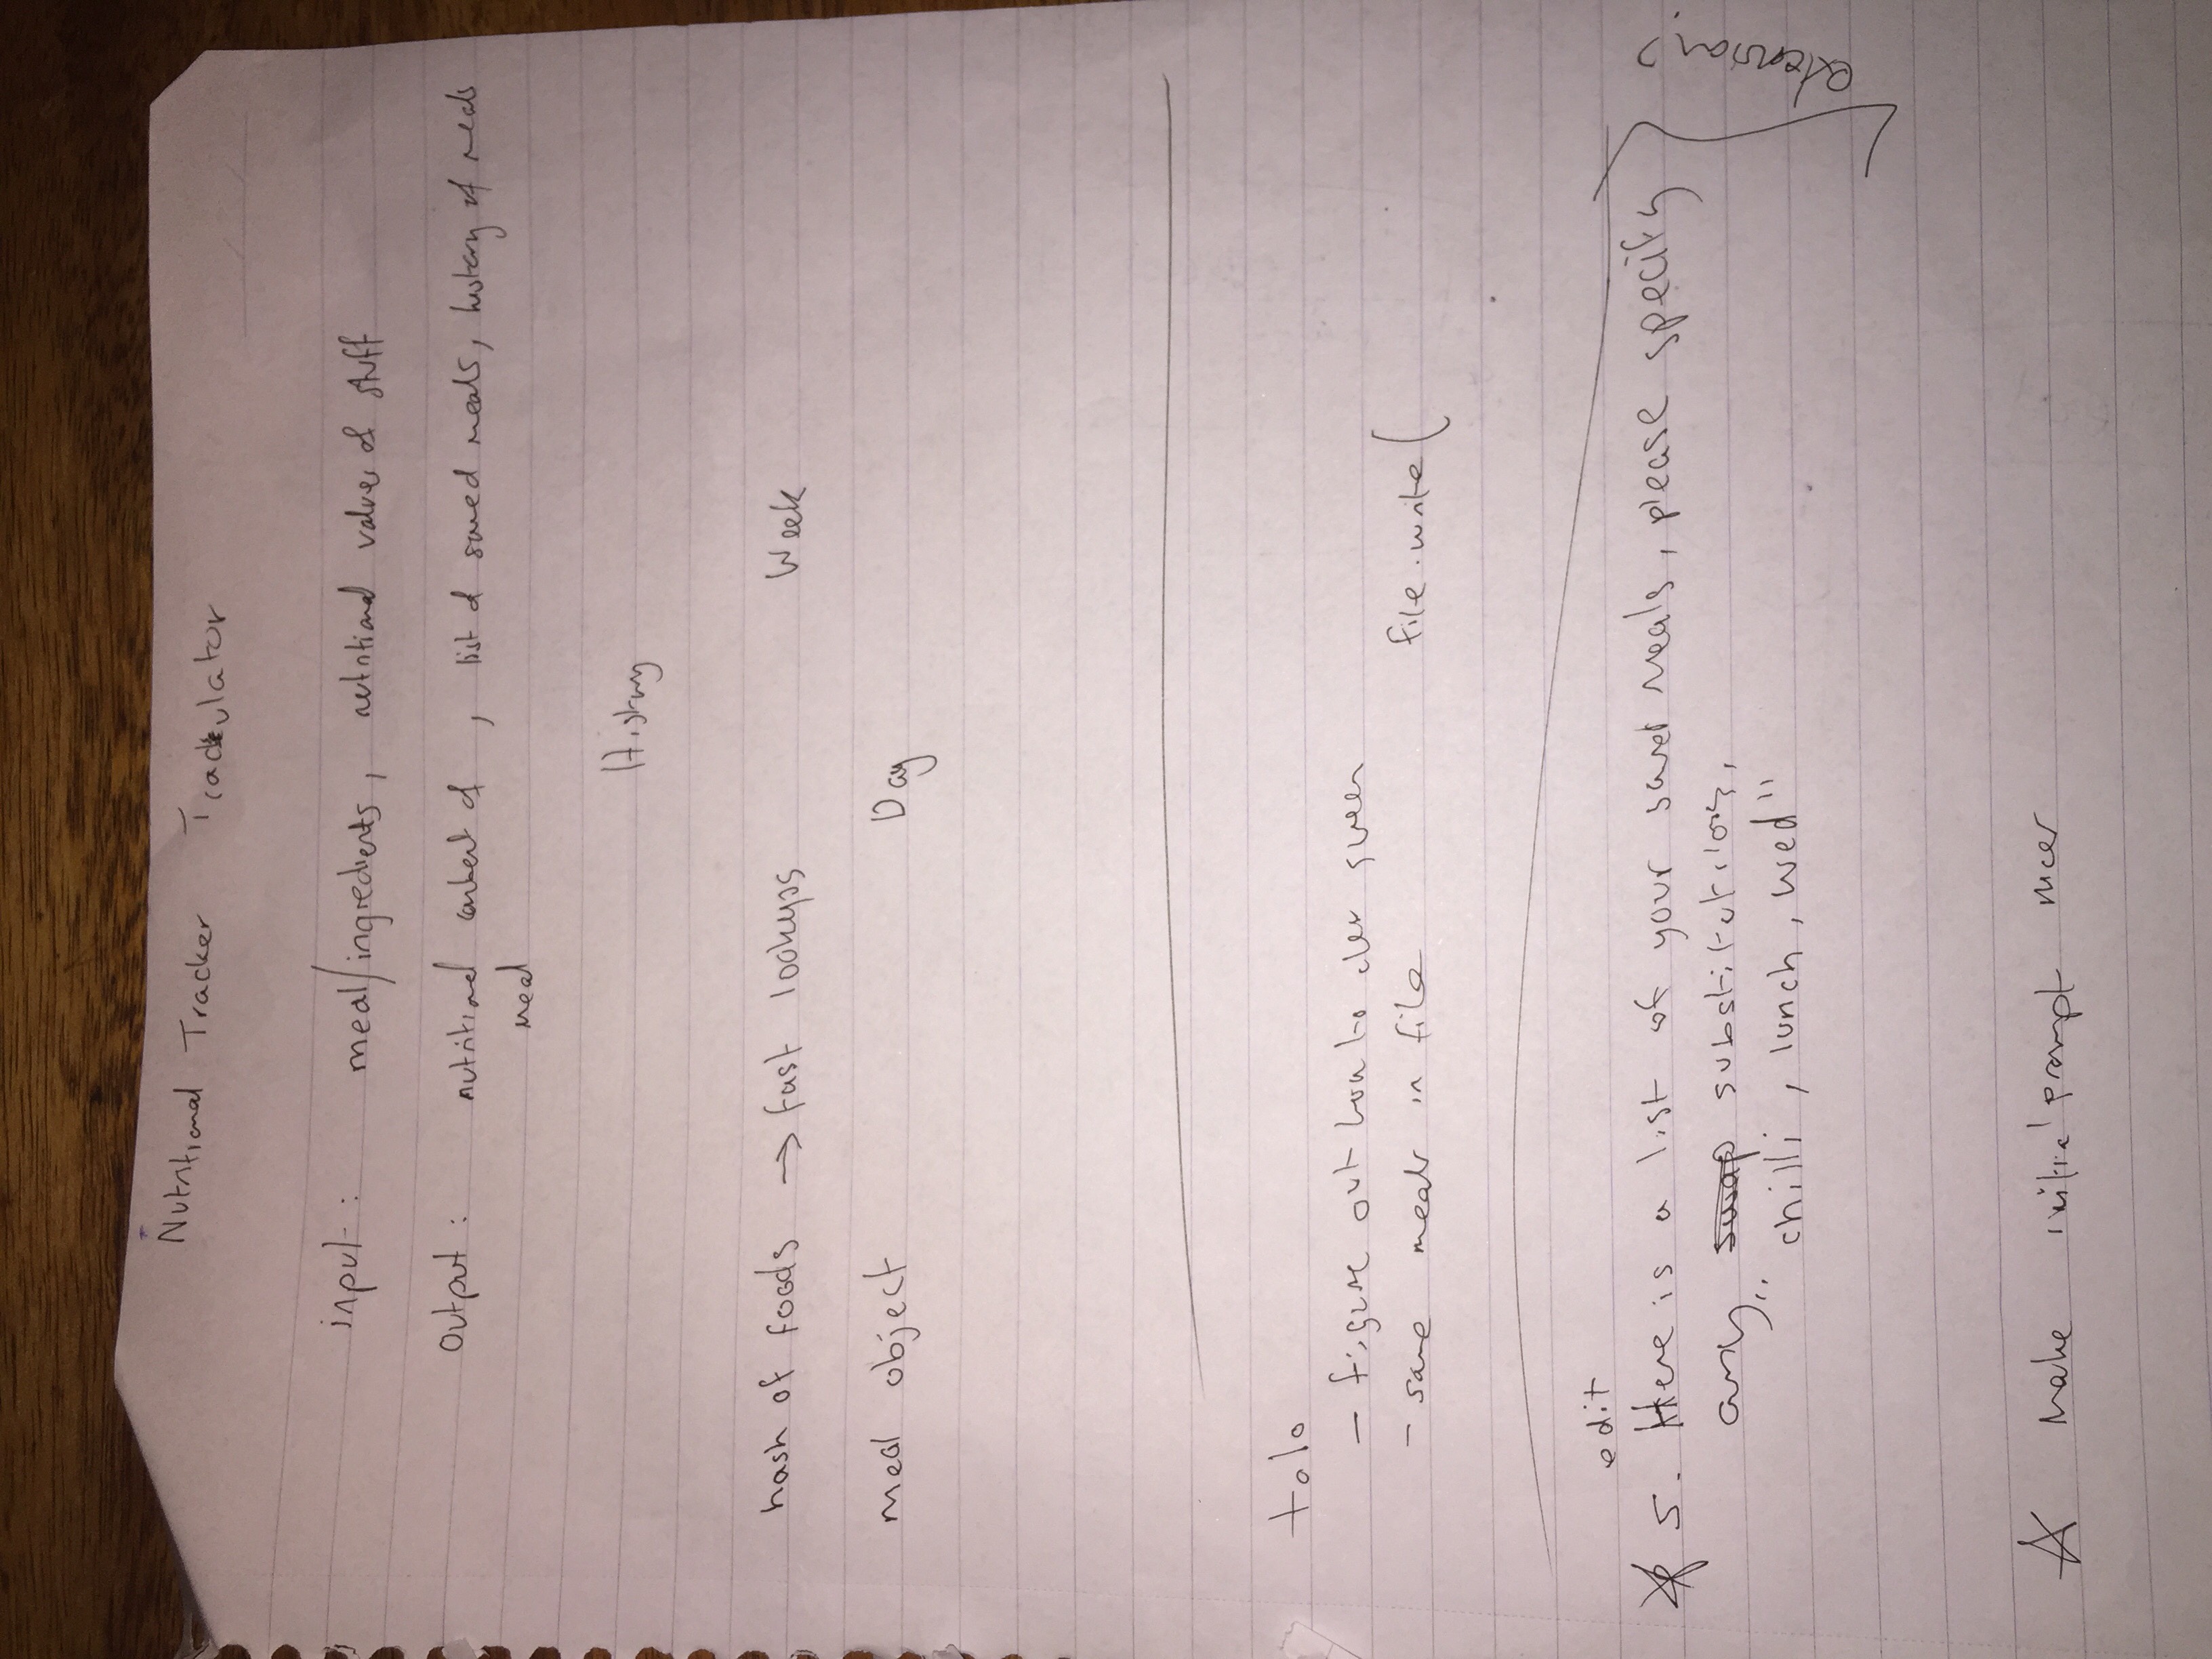 Nutritional Tracker Trackulator
input : meal/ingredients, nutritional values of stuff
Output : nutritional content of , list of saved meals, history of meals
meal
History
hash of foods → fast lookups Week
meal object Day
todo
- figure out how to clear screen
- save meals in file file.write(
edit
* 5. Here is a list of your saved meals, please specify
any swap substitutions,
"chilli, lunch, wed"
extension?
☆ Make initial prompt nicer